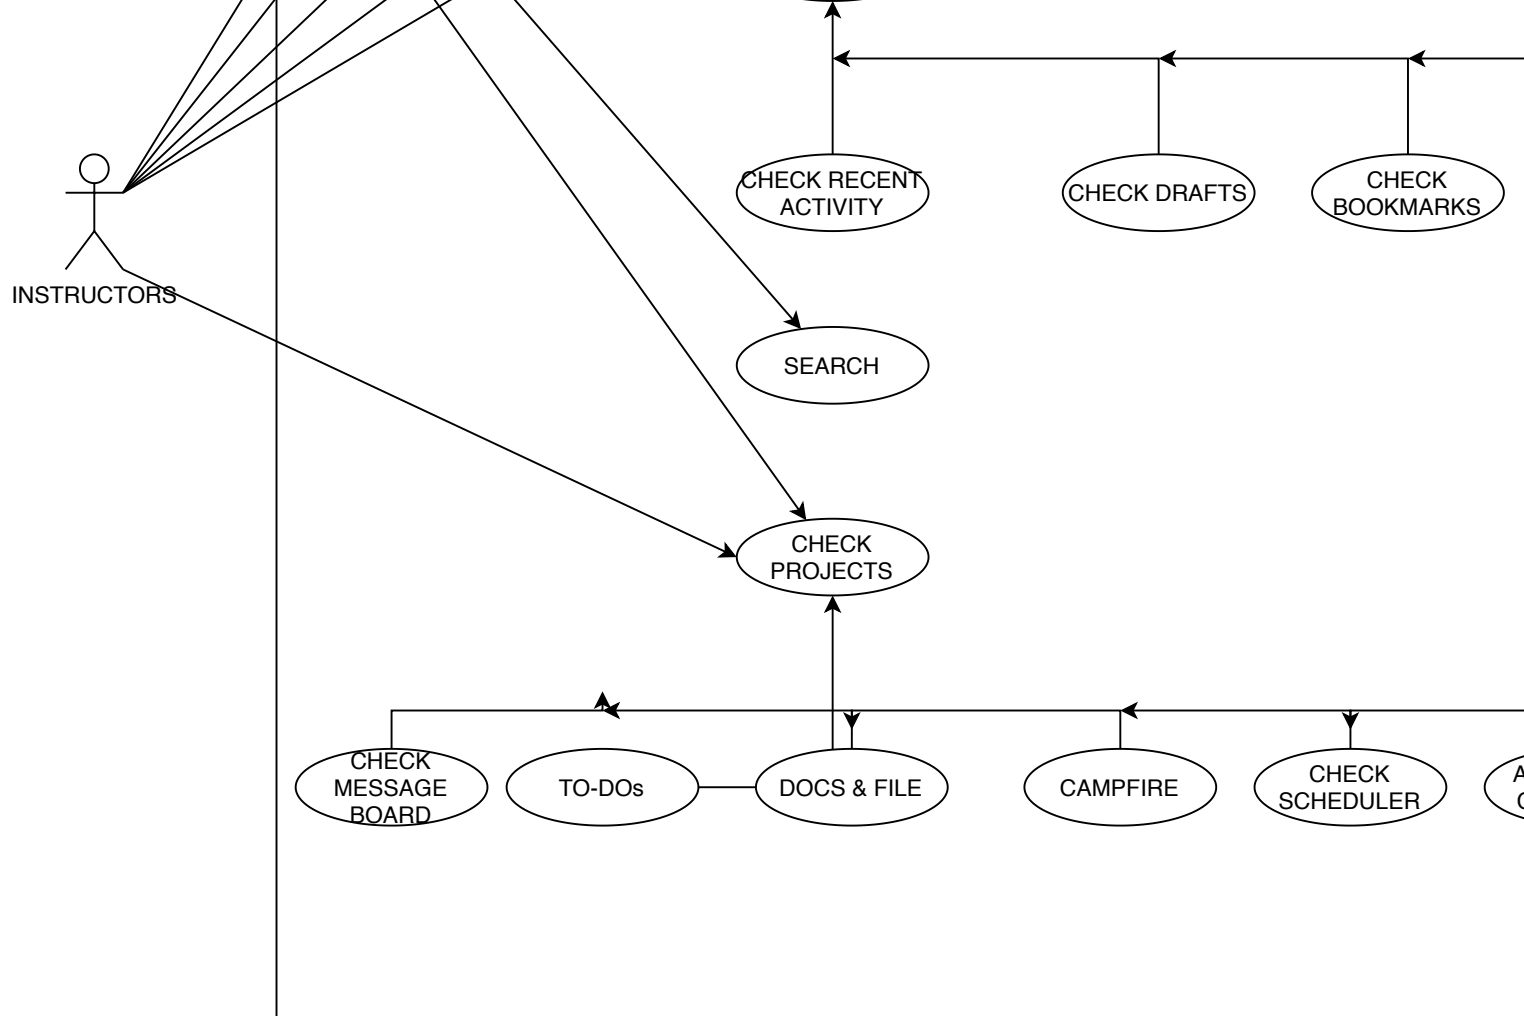 CHECK RECENT
ACTIVITY
CHECK DRAFTS
CHECK
BOOKMARKS
INSTRUCTORS
SEARCH
CHECK
PROJECTS
CHECK
MESSAGE
BOARD
TO-DOs
DOCS & FILE
CAMPFIRE
CHECK
SCHEDULER